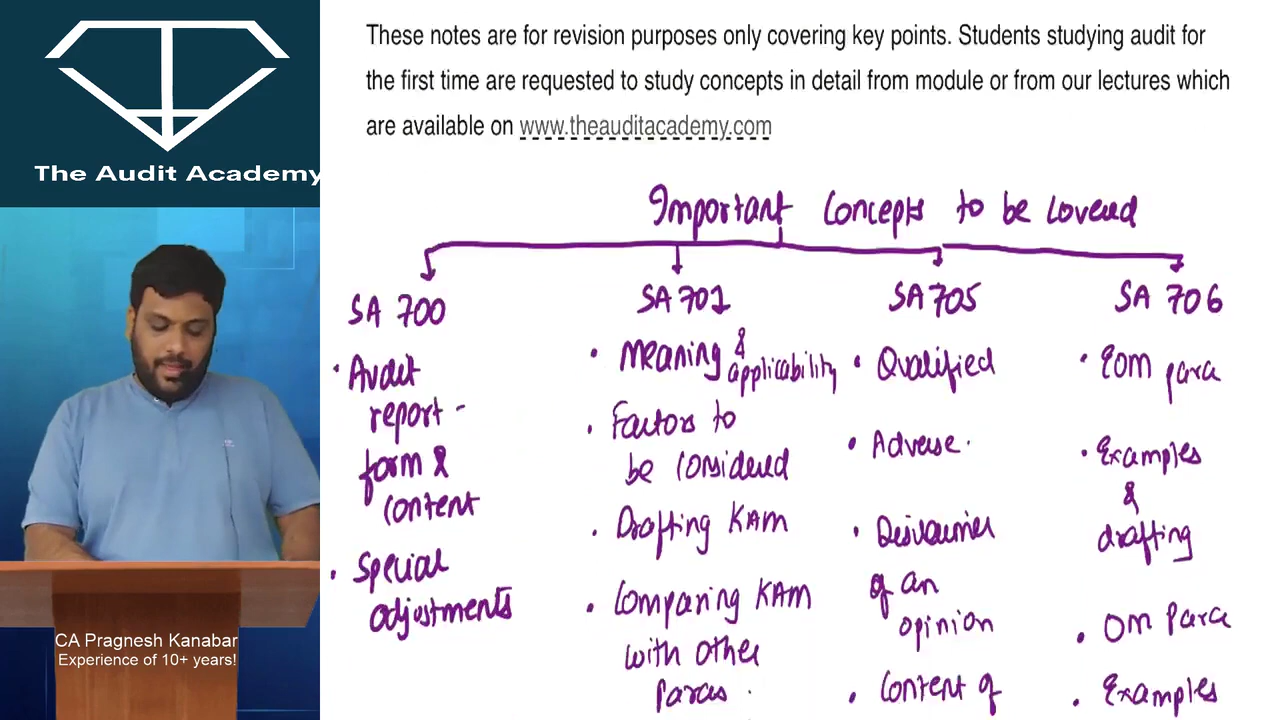 The Audit Academy
These notes are for revision purposes only covering key points. Students studying audit for
the first time are requested to study concepts in detail from module or from our lectures which
are available on www.theauditacademy.com
Important Concepts to be Covered
SA 700
• Audit
report -
form &
content
• Special
adjustments
SA 701
• Meaning & applicability
• Factors to
be considered
• Drafting KAM
• Comparing KAM
with other
paras.
SA 705
• Qualified
• Adverse.
• Disclaimer
of an
opinion
• Content of
SA 706
• EOM para
• Examples
&
drafting
• OM Para
• Examples
CA Pragnesh Kanabar
Experience of 10+ years!